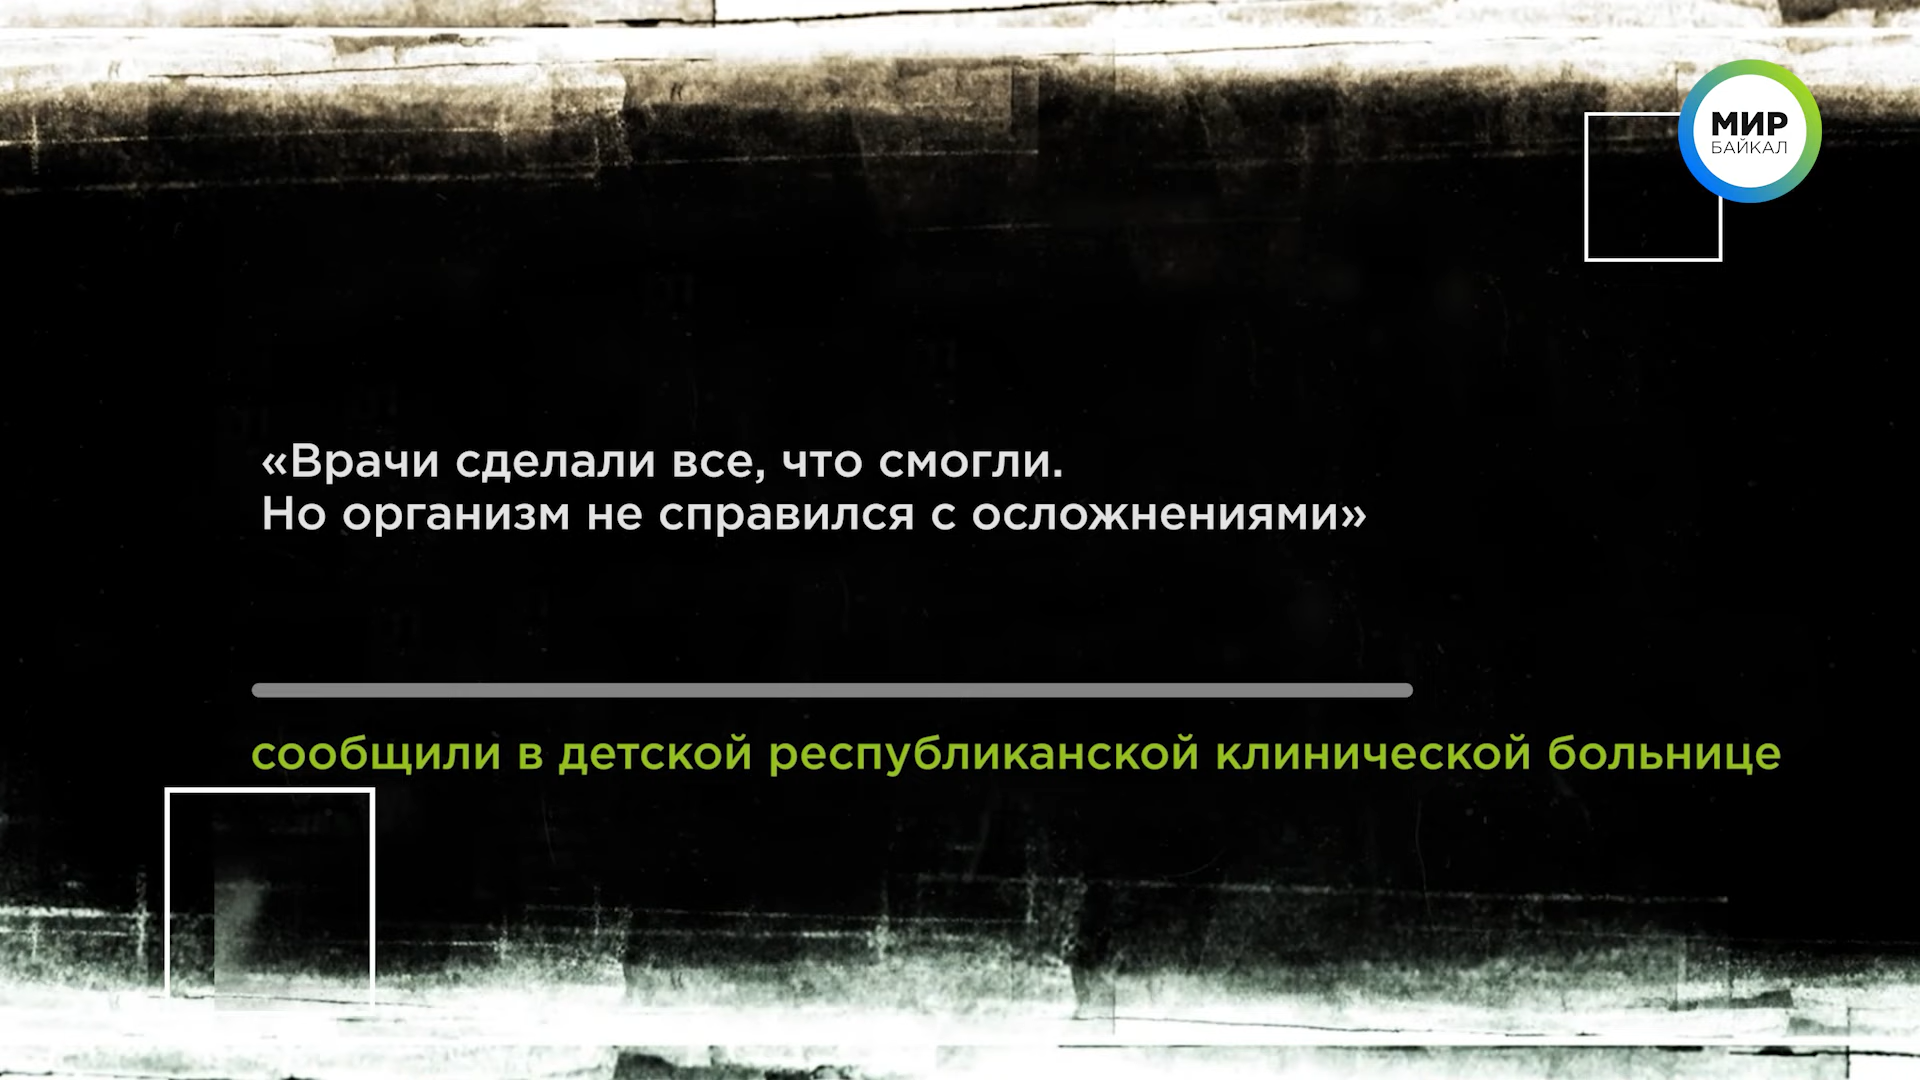 МИР
БАЙКАЛ
«Врачи сделали все, что смогли.
Но организм не справился с осложнениями»
сообщили в детской республиканской клинической больнице